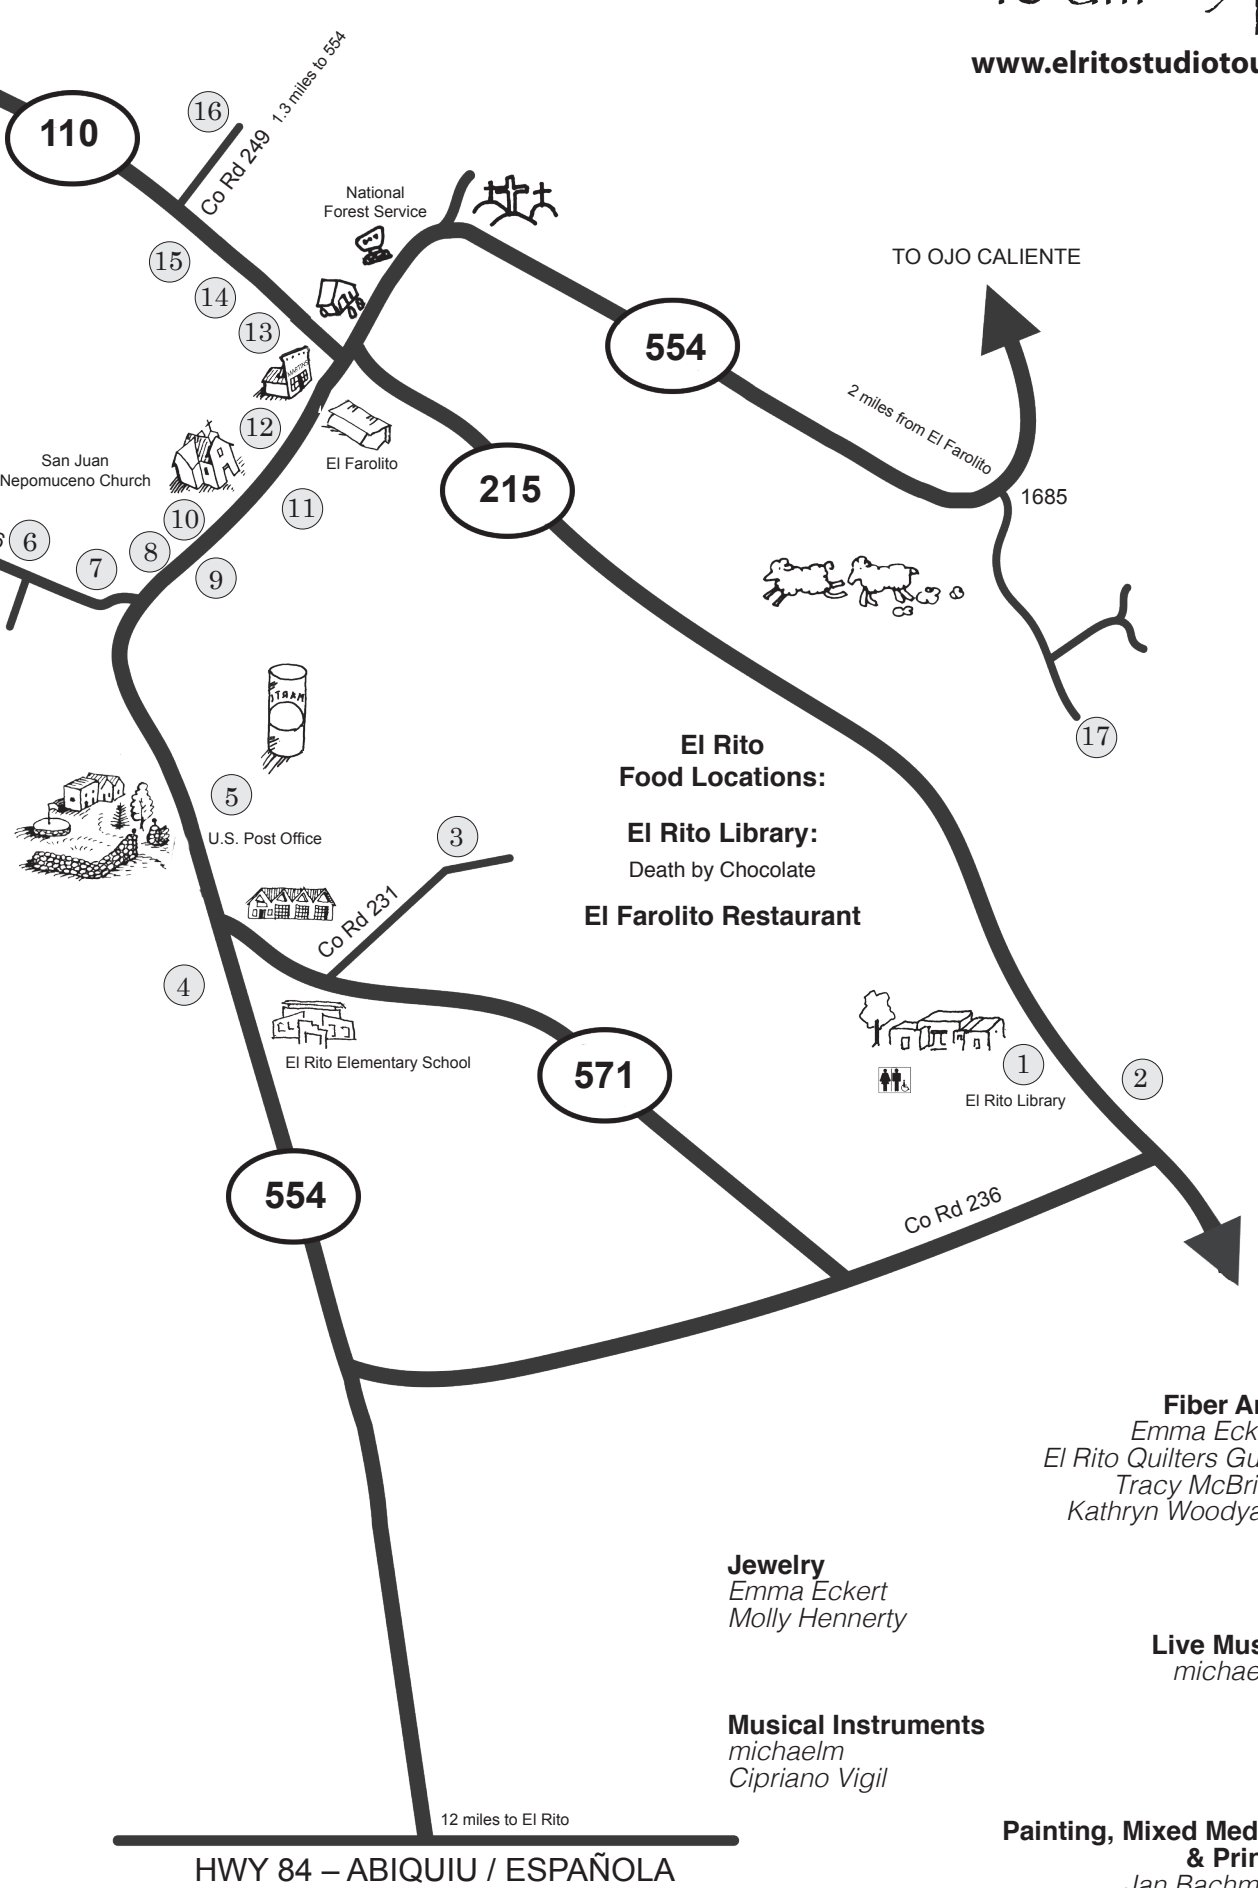 www.elritostudiotou
110
16
Co Rd 249
1.3 miles to 554
National
Forest Service
15
14
13
MARTIN
TO OJO CALIENTE
554
2 miles from El Farolito
1685
12
El Farolito
San Juan
Nepomuceno Church
215
11
10
6
7
8
9
17
5
U.S. Post Office
El Rito
Food Locations:
El Rito Library:
Death by Chocolate
El Farolito Restaurant
3
Co Rd 231
4
El Rito Elementary School
571
1
El Rito Library
2
554
Co Rd 236
Fiber Ar
Emma Eck
El Rito Quilters Gu
Tracy McBri
Kathryn Woodya
Jewelry
Emma Eckert
Molly Hennerty
Live Mus
michae
Musical Instruments
michaelm
Cipriano Vigil
12 miles to El Rito
Painting, Mixed Med
& Prin
Jan Bachm
HWY 84 – ABIQUIU / ESPAÑOLA